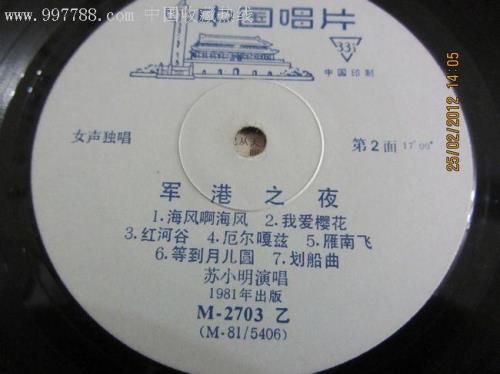 www.997788.com 中国收藏热线
中国唱片
33⅓
中国印制
女声独唱
第2面 17′00″
军港之夜
1.海风啊海风 2.我爱樱花
3.红河谷 4.厄尔嘎兹 5.雁南飞
6.等到月儿圆 7.划船曲
苏小明演唱
1981年出版
M-2703 乙
(M-81/5406)
25/02/2012 14:05